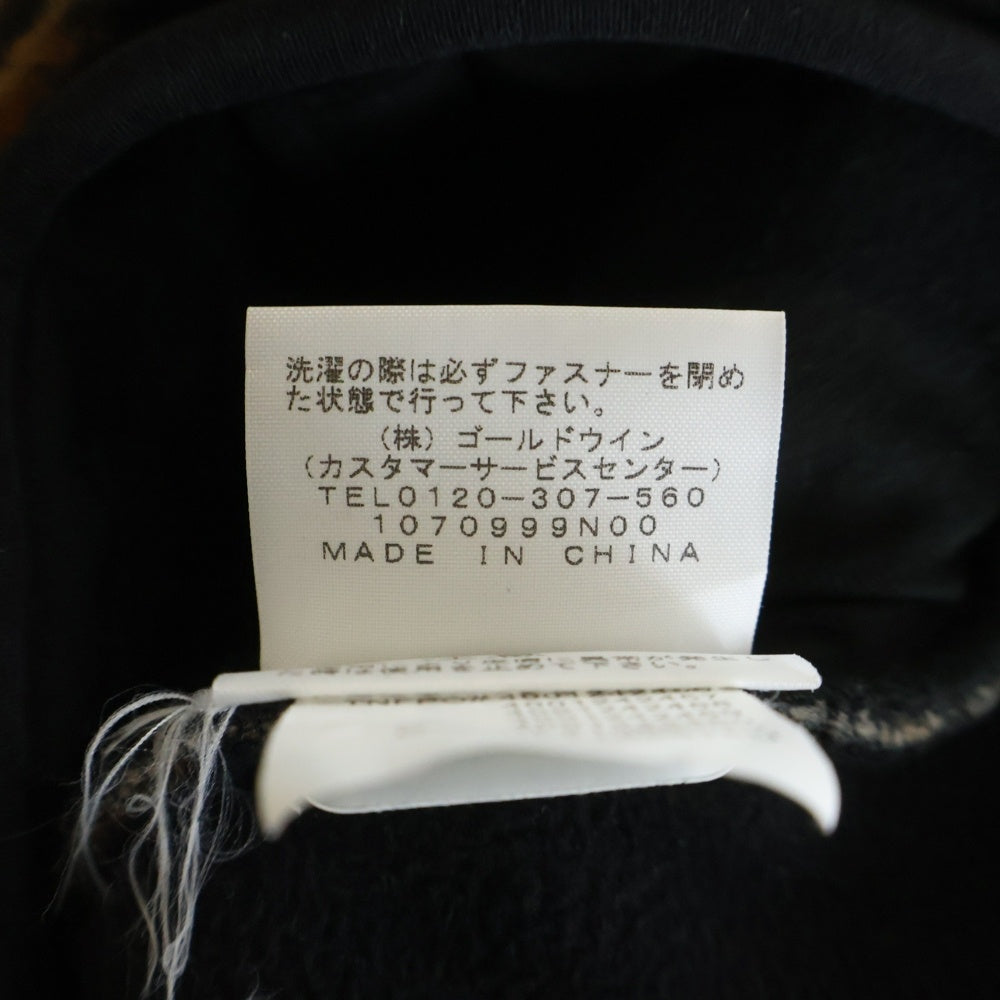 洗濯の際は必ずファスナーを閉め
た状態で行って下さい。
(株)ゴールドウイン
(カスタマーサービスセンター)
TEL0120-307-560
1070999N00
MADE IN CHINA